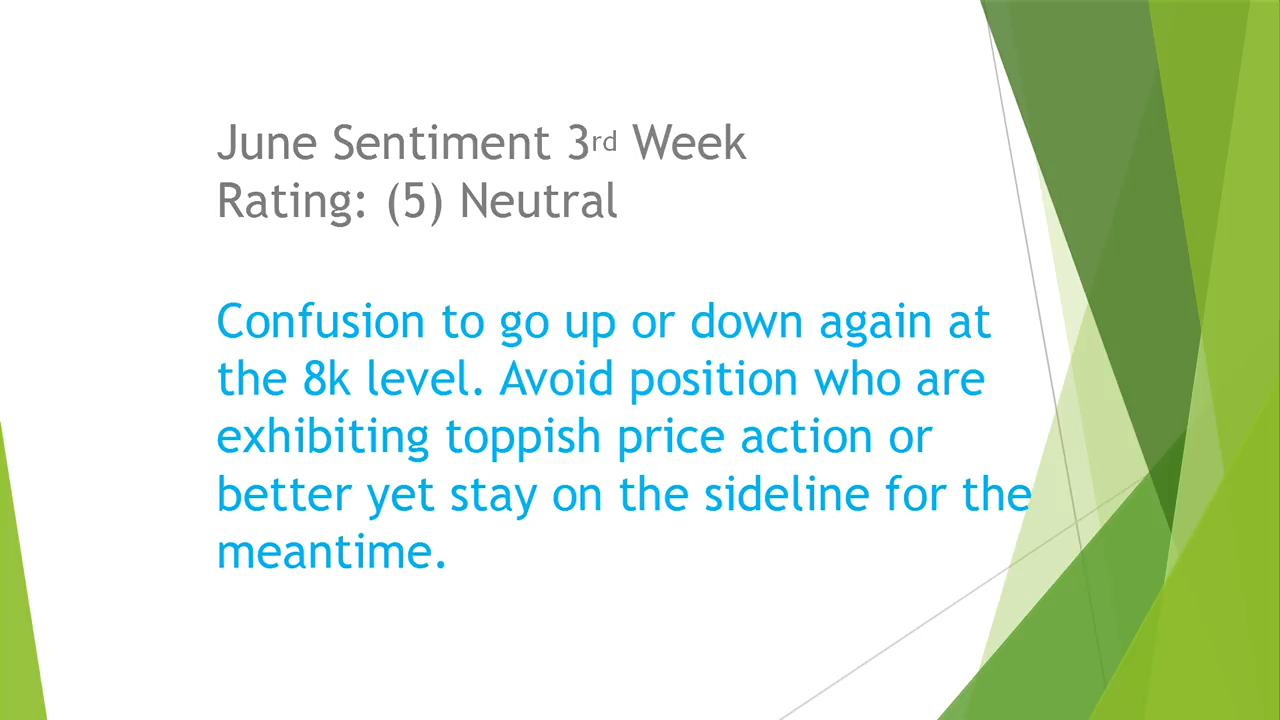 June Sentiment 3rd Week
Rating: (5) Neutral
Confusion to go up or down again at
the 8k level. Avoid position who are
exhibiting toppish price action or
better yet stay on the sideline for the
meantime.